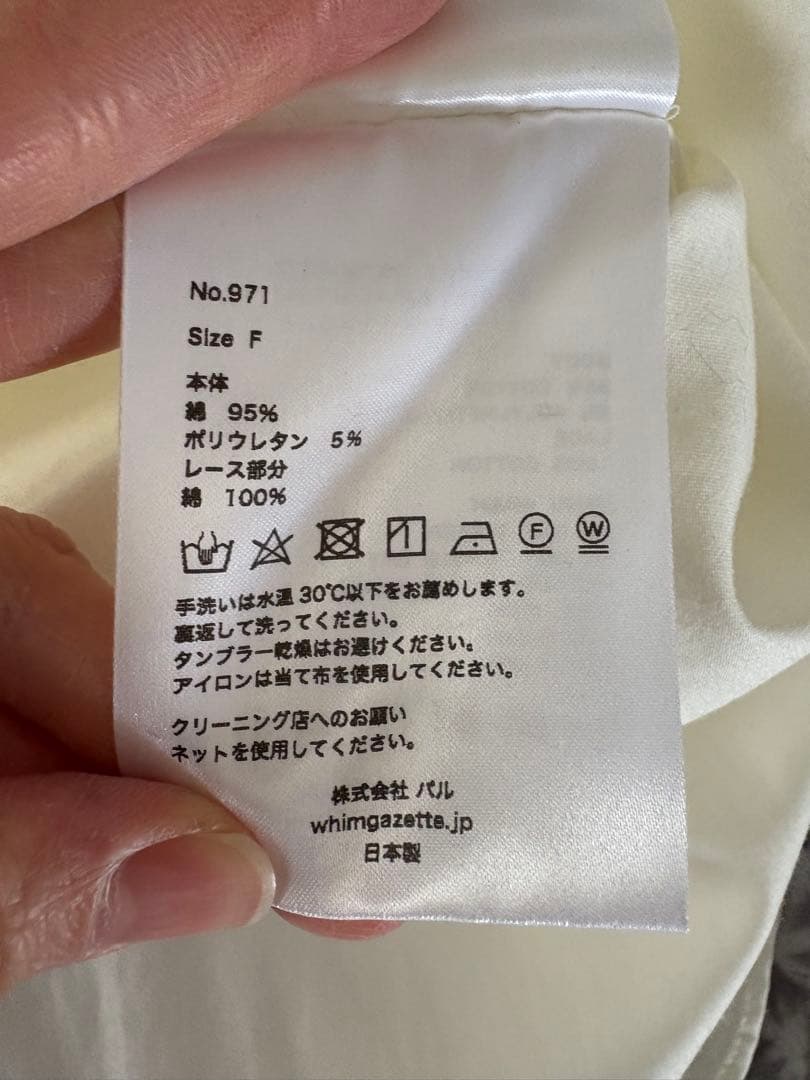 No.971
Size F
本体
綿 95%
ポリウレタン 5%
レース部分
綿 100%
F
W
手洗いは水温30℃以下をお薦めします。
裏返して洗ってください。
タンブラー乾燥はお避けください。
アイロンは当て布を使用してください。
クリーニング店へのお願い
ネットを使用してください。
株式会社 パル
whimgazette.jp
日本製